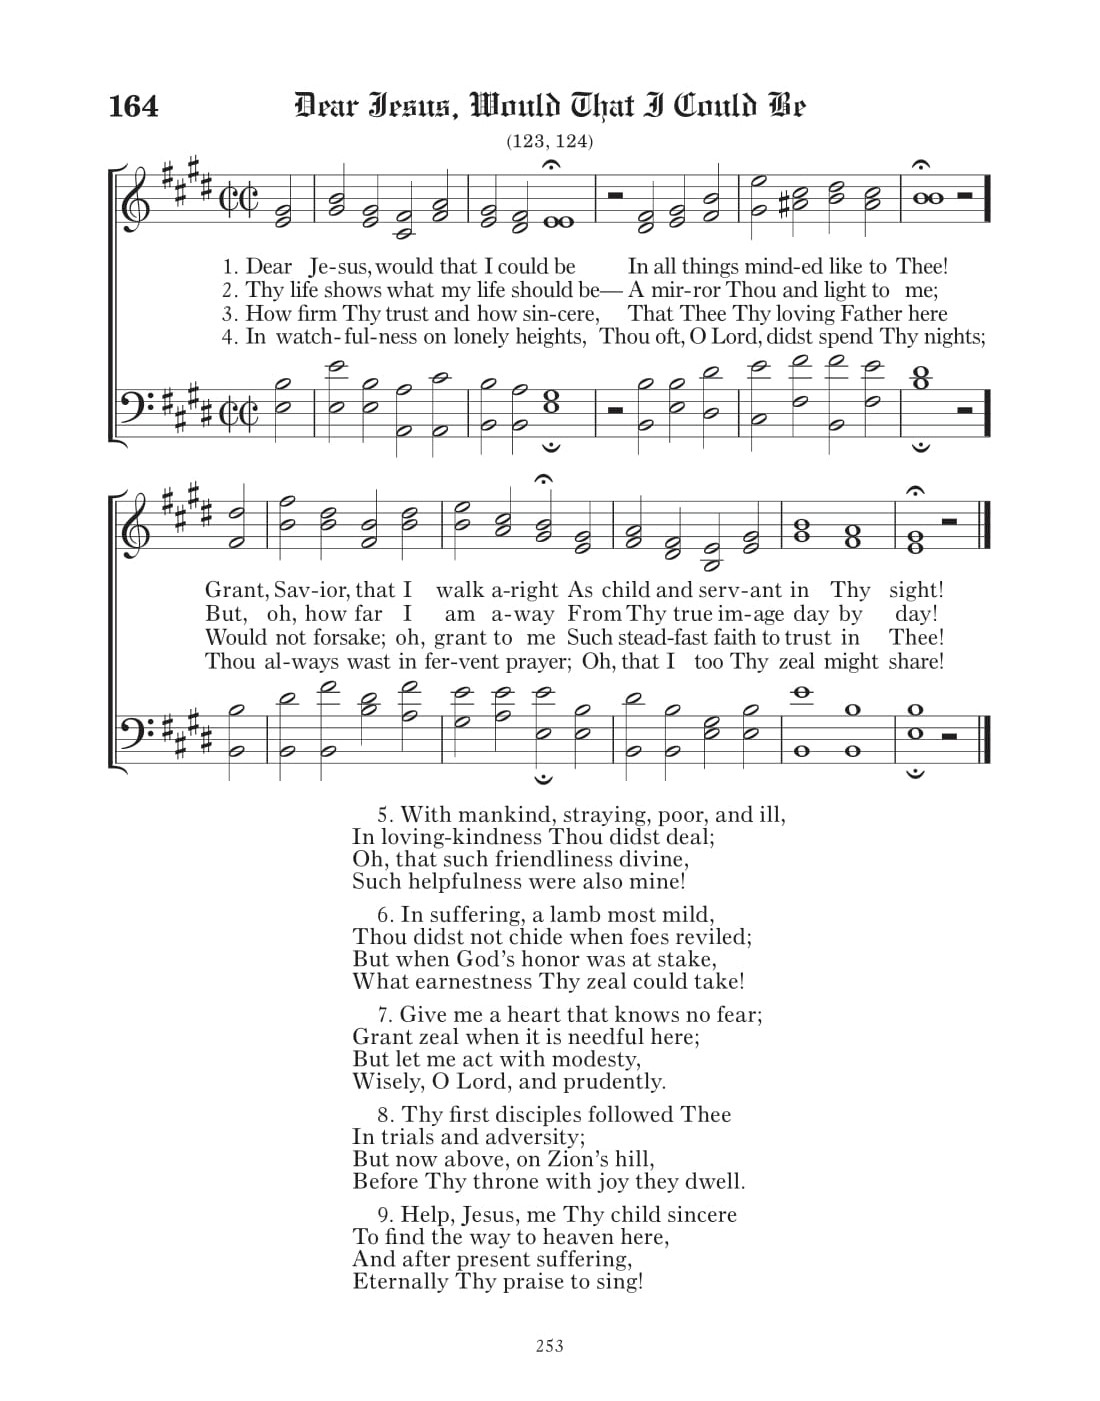 164 Dear Jesus, Would That I Could Be
(123, 124)
1. Dear Je-sus, would that I could be In all things mind-ed like to Thee!
2. Thy life shows what my life should be— A mir-ror Thou and light to me;
3. How firm Thy trust and how sin-cere, That Thee Thy loving Father here
4. In watch-ful-ness on lonely heights, Thou oft, O Lord, didst spend Thy nights;
Grant, Sav-ior, that I walk a-right As child and serv-ant in Thy sight!
But, oh, how far I am a-way From Thy true im-age day by day!
Would not forsake; oh, grant to me Such stead-fast faith to trust in Thee!
Thou al-ways wast in fer-vent prayer; Oh, that I too Thy zeal might share!
5. With mankind, straying, poor, and ill,
In loving-kindness Thou didst deal;
Oh, that such friendliness divine,
Such helpfulness were also mine!
6. In suffering, a lamb most mild,
Thou didst not chide when foes reviled;
But when God's honor was at stake,
What earnestness Thy zeal could take!
7. Give me a heart that knows no fear;
Grant zeal when it is needful here;
But let me act with modesty,
Wisely, O Lord, and prudently.
8. Thy first disciples followed Thee
In trials and adversity;
But now above, on Zion's hill,
Before Thy throne with joy they dwell.
9. Help, Jesus, me Thy child sincere
To find the way to heaven here,
And after present suffering,
Eternally Thy praise to sing!
253